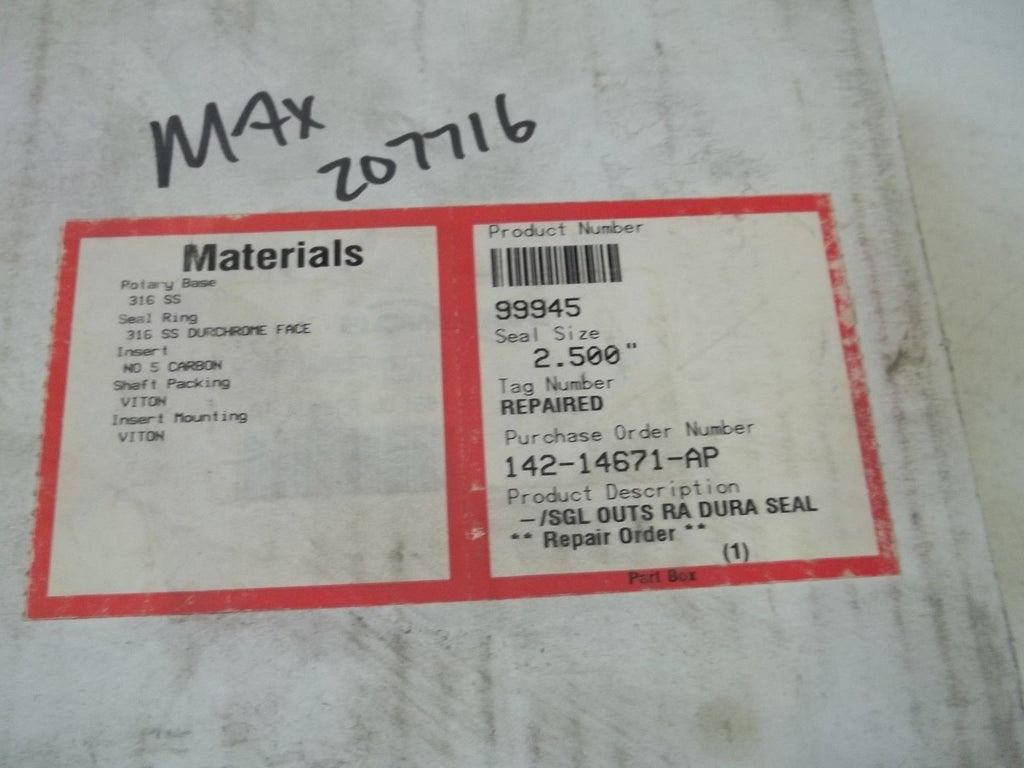 MAX
207716
Materials
Rotary Base
316 SS
Seal Ring
316 SS DURCHROME FACE
Insert
NO 5 CARBON
Shaft Packing
VITON
Insert Mounting
VITON
Product Number
99945
Seal Size
2.500"
Tag Number
REPAIRED
Purchase Order Number
142-14671-AP
Product Description
-/SGL OUTS RA DURA SEAL
** Repair Order **
(1)
Part Box